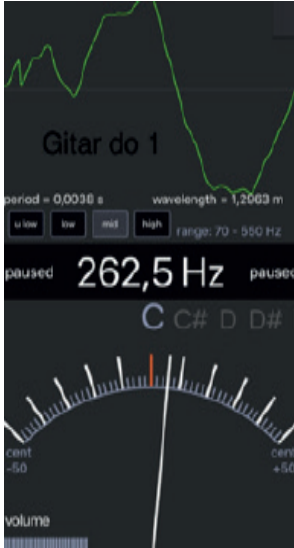 Gitar do 1
period = 0,0038 s wavelength = 1,2063 m
u low low mid high range: 70 - 550 Hz
paused 262,5 Hz paused
C C# D D#
cent cent
-50 +50
volume